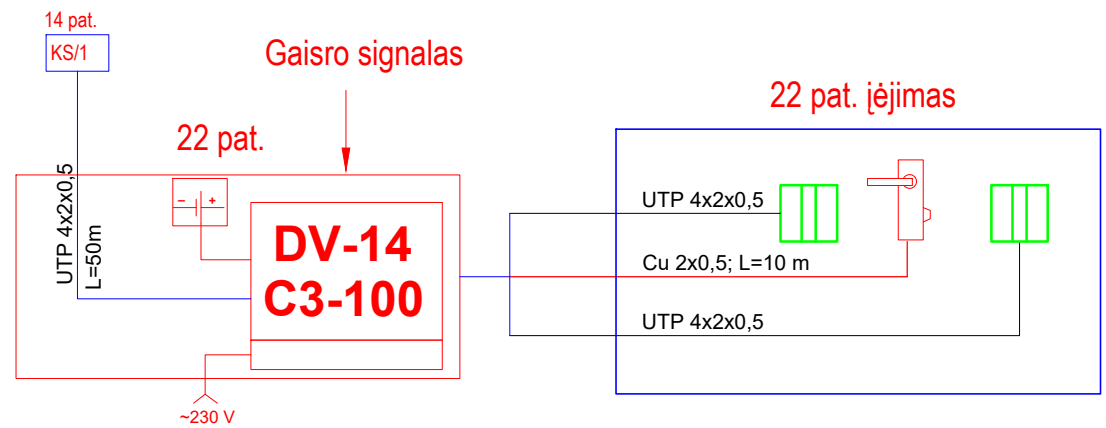 14 pat.
KS/1
Gaisro signalas
22 pat.
22 pat. įėjimas
UTP 4x2x0,5
L=50m
- +
DV-14
C3-100
~230 V
UTP 4x2x0,5
Cu 2x0,5; L=10 m
UTP 4x2x0,5